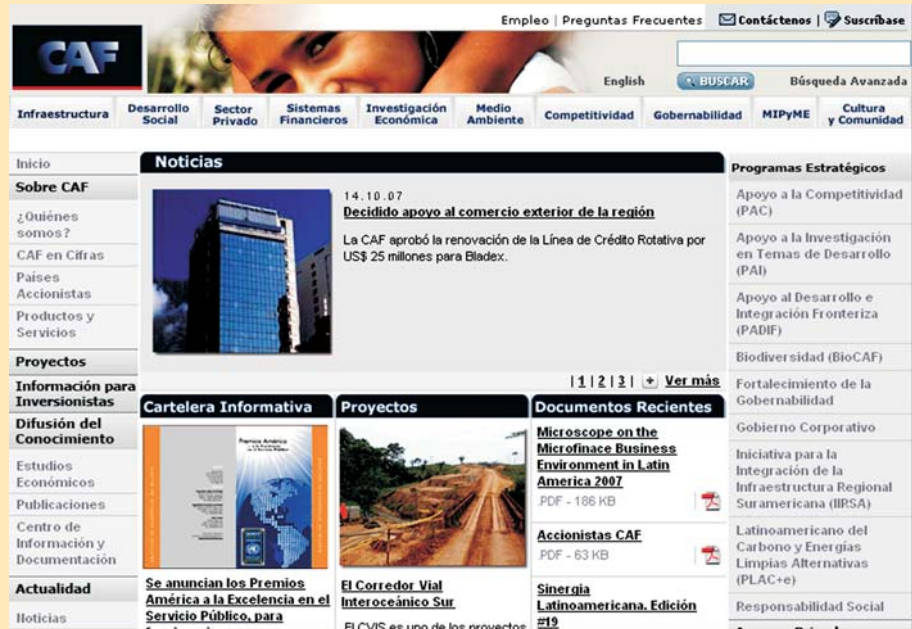 Empleo | Preguntas Frecuentes Contáctenos | Suscríbase
CAF
English BUSCAR Búsqueda Avanzada
Infraestructura
Desarrollo
Social
Sector
Privado
Sistemas
Financieros
Investigación
Económica
Medio
Ambiente
Competitividad
Gobernabilidad
MIPyME
Cultura
y Comunidad
Inicio
Sobre CAF
¿Quiénes
somos?
CAF en Cifras
Países
Accionistas
Productos y
Servicios
Proyectos
Información para
Inversionistas
Difusión del
Conocimiento
Estudios
Económicos
Publicaciones
Centro de
Información y
Documentación
Actualidad
Noticias
Noticias
14.10.07
Decidido apoyo al comercio exterior de la región
La CAF aprobó la renovación de la Línea de Crédito Rotativa por
US$ 25 millones para Bladex.
| 1 | 2 | 3 | + Ver más
Cartelera Informativa
Premios América
Se anuncian los Premios
América a la Excelencia en el
Servicio Público, para
Proyectos
El Corredor Vial
Interoceánico Sur
El CVIS es uno de los proyectos
Documentos Recientes
Microscope on the
Microfinace Business
Environment in Latin
America 2007
.PDF - 186 KB
Accionistas CAF
.PDF - 63 KB
Sinergia
Latinoamericana. Edición
#19
Programas Estratégicos
Apoyo a la Competitividad
(PAC)
Apoyo a la Investigación
en Temas de Desarrollo
(PAI)
Apoyo al Desarrollo e
Integración Fronteriza
(PADIF)
Biodiversidad (BioCAF)
Fortalecimiento de la
Gobernabilidad
Gobierno Corporativo
Iniciativa para la
Integración de la
Infraestructura Regional
Suramericana (IIRSA)
Latinoamericano del
Carbono y Energías
Limpias Alternativas
(PLAC+e)
Responsabilidad Social